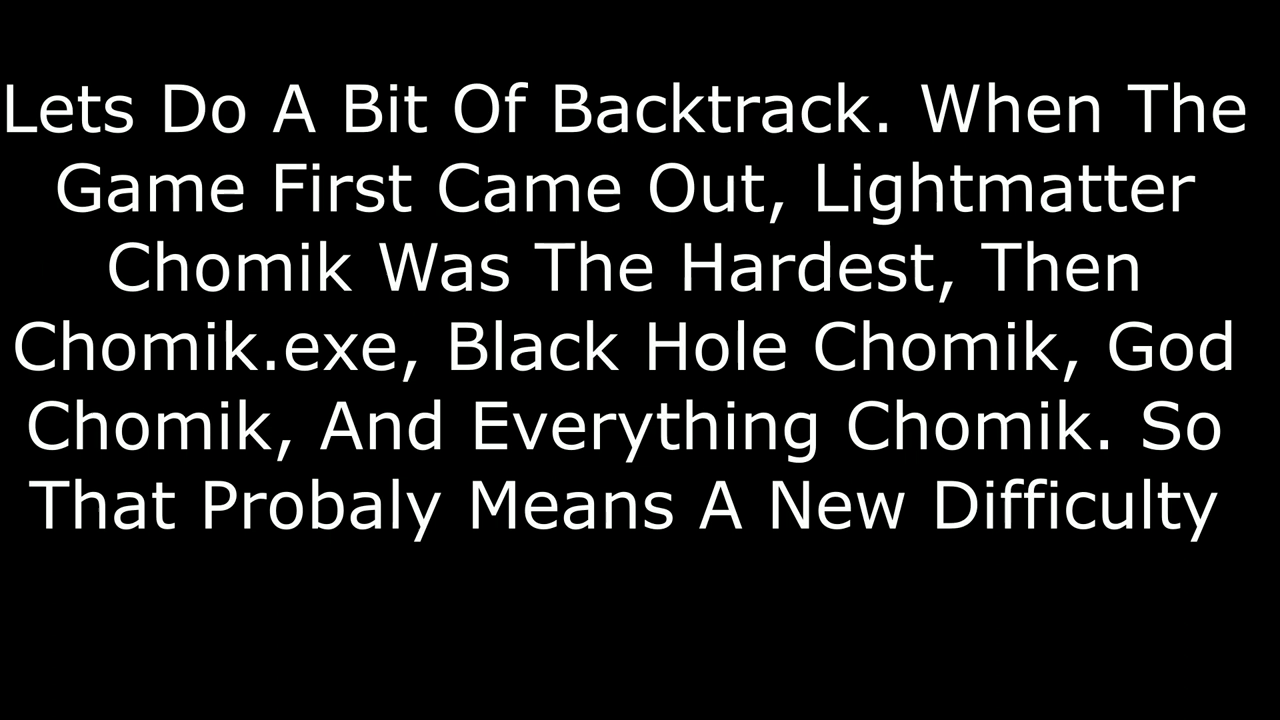 Lets Do A Bit Of Backtrack. When The
Game First Came Out, Lightmatter
Chomik Was The Hardest, Then
Chomik.exe, Black Hole Chomik, God
Chomik, And Everything Chomik. So
That Probaly Means A New Difficulty